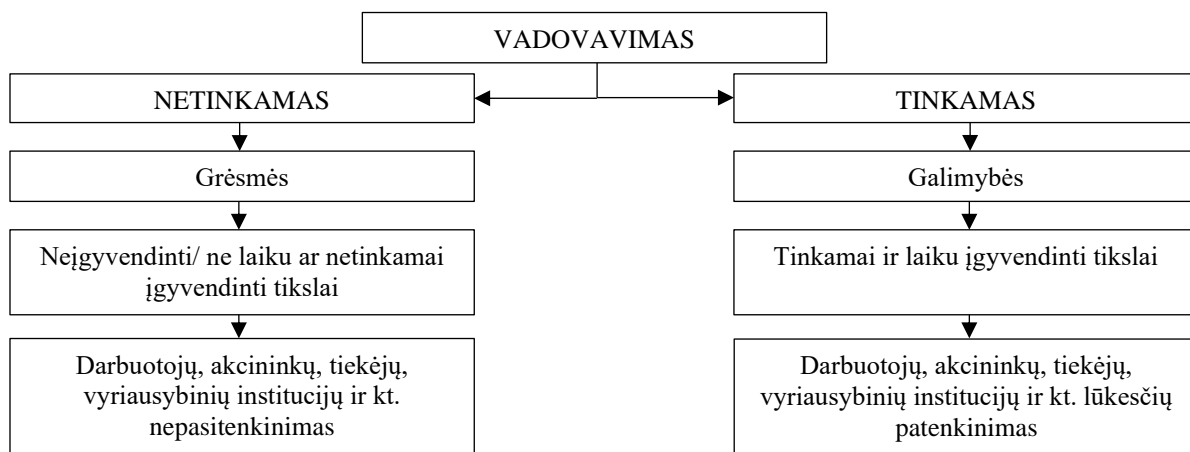 VADOVAVIMAS
NETINKAMAS
TINKAMAS
Grėsmės
Galimybės
Neįgyvendinti/ ne laiku ar netinkamai
įgyvendinti tikslai
Tinkamai ir laiku įgyvendinti tikslai
Darbuotojų, akcininkų, tiekėjų,
vyriausybinių institucijų ir kt.
nepasitenkinimas
Darbuotojų, akcininkų, tiekėjų,
vyriausybinių institucijų ir kt. lūkesčių
patenkinimas